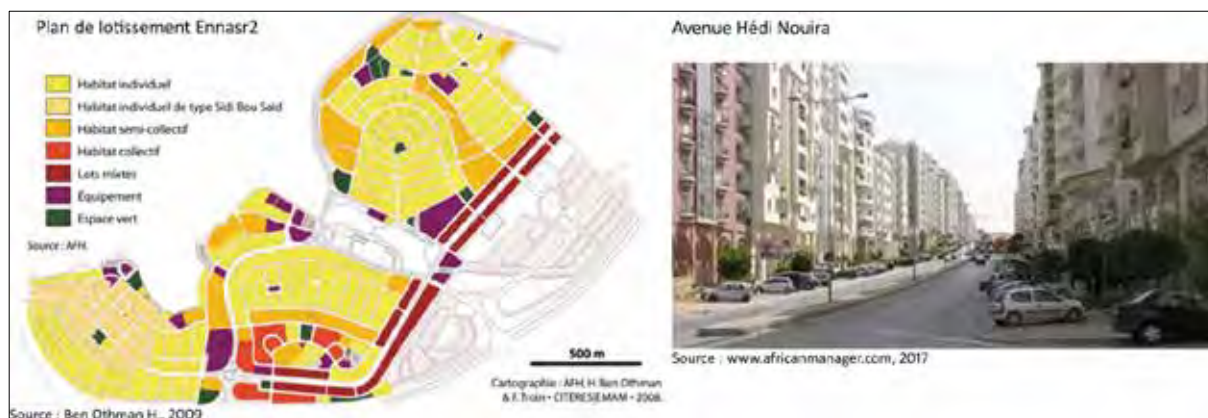 Plan de lotissement Ennasr2
Habitat individuel
Habitat individuel de type Sidi Bou Said
Habitat semi-collectif
Habitat collectif
Lots mixtes
Équipement
Espace vert
Source : AFH.
500 m
Cartographie : AFH, H. Ben Othman
& F. Troin • CITERES/EMAM • 2008.
Source : Ben Othman H., 2009
Avenue Hédi Nouira
Source : www.africanmanager.com, 2017